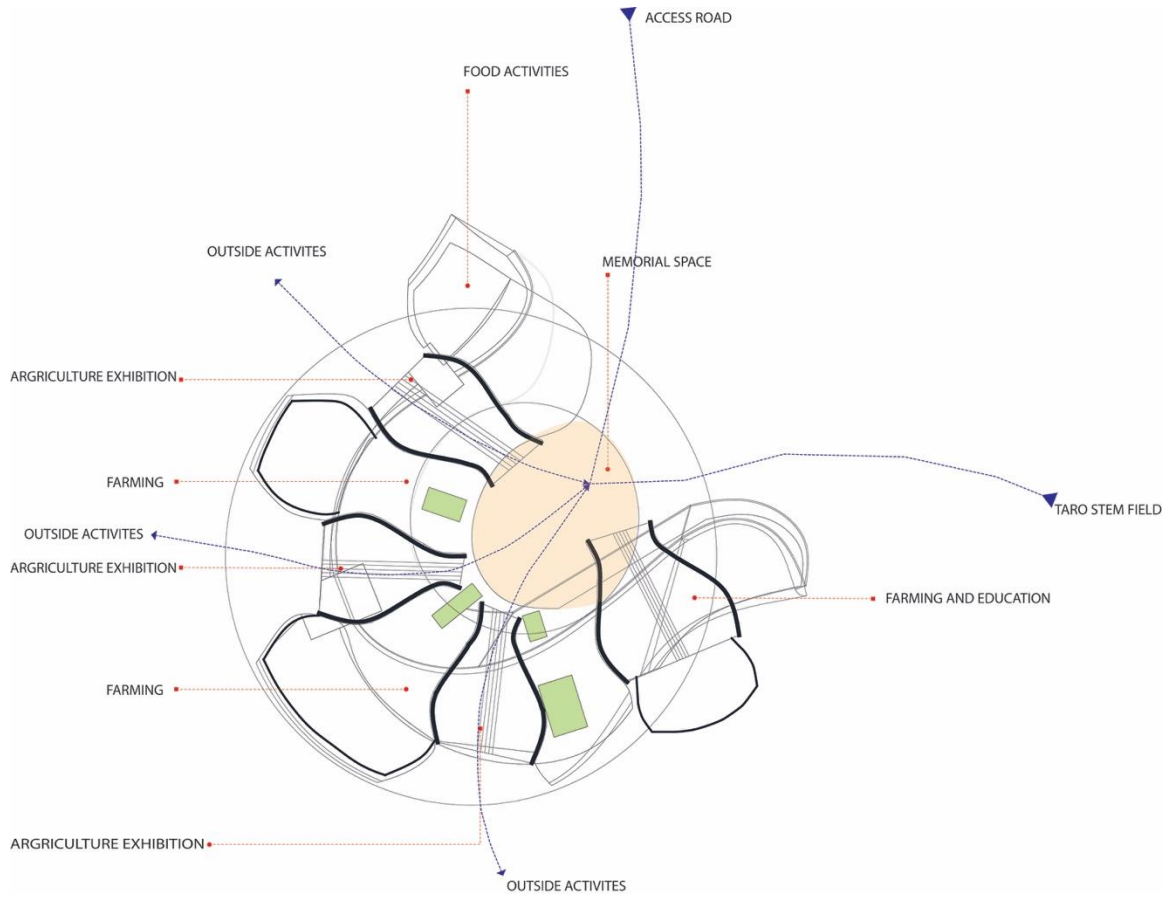 ACCESS ROAD
FOOD ACTIVITIES
OUTSIDE ACTIVITES
MEMORIAL SPACE
ARGRICULTURE EXHIBITION
FARMING
TARO STEM FIELD
OUTSIDE ACTIVITES
ARGRICULTURE EXHIBITION
FARMING AND EDUCATION
FARMING
ARGRICULTURE EXHIBITION
OUTSIDE ACTIVITES